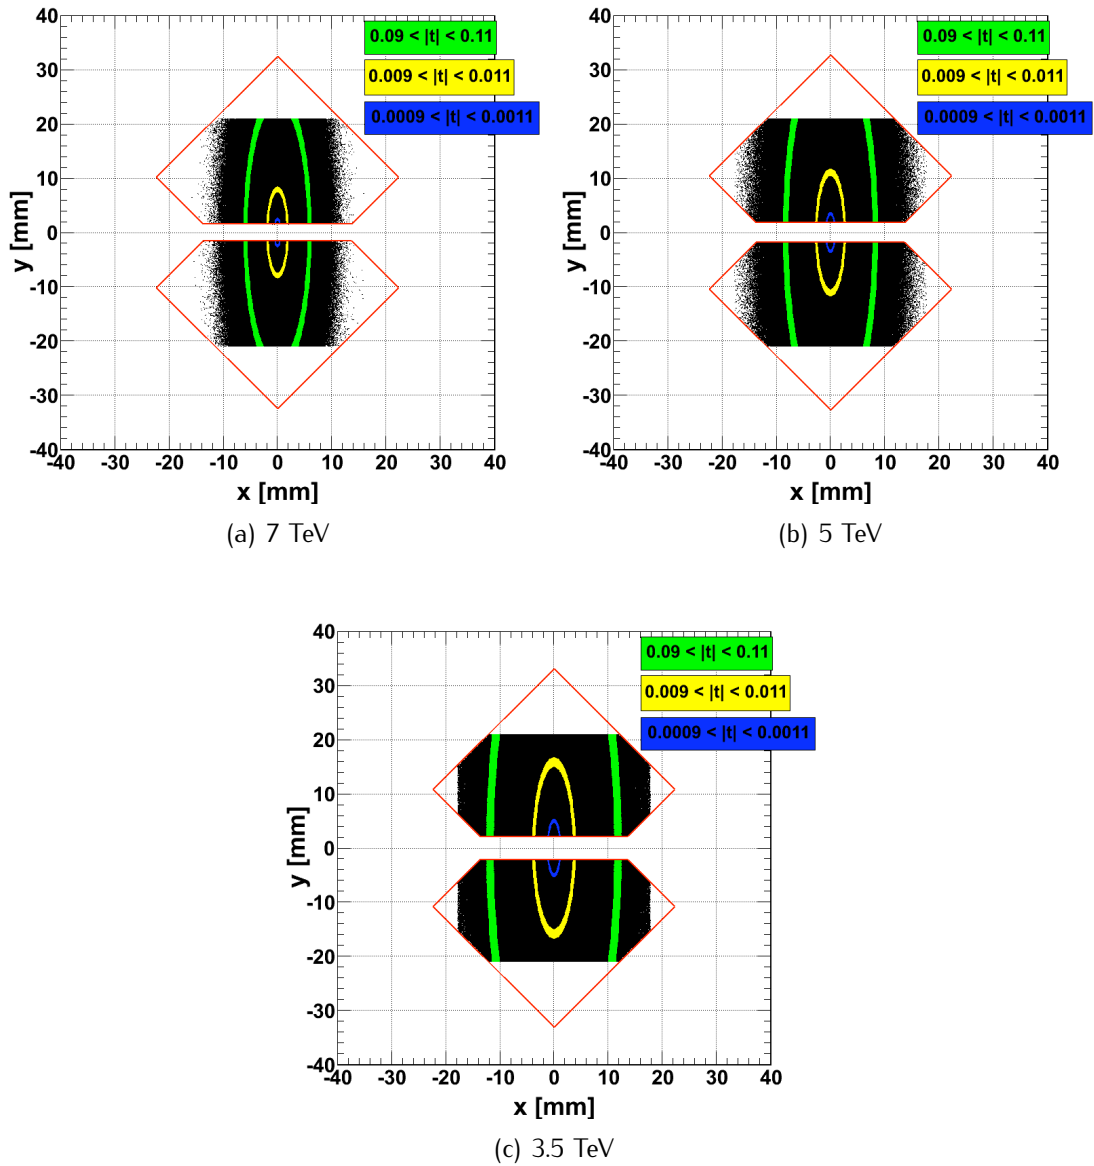 40
30
20
10
0
-10
-20
-30
-40
y [mm]
-40 -30 -20 -10 0 10 20 30 40
x [mm]
0.09 < |t| < 0.11
0.009 < |t| < 0.011
0.0009 < |t| < 0.0011
(a) 7 TeV
40
30
20
10
0
-10
-20
-30
-40
y [mm]
-40 -30 -20 -10 0 10 20 30 40
x [mm]
0.09 < |t| < 0.11
0.009 < |t| < 0.011
0.0009 < |t| < 0.0011
(b) 5 TeV
40
30
20
10
0
-10
-20
-30
-40
y [mm]
-40 -30 -20 -10 0 10 20 30 40
x [mm]
0.09 < |t| < 0.11
0.009 < |t| < 0.011
0.0009 < |t| < 0.0011
(c) 3.5 TeV